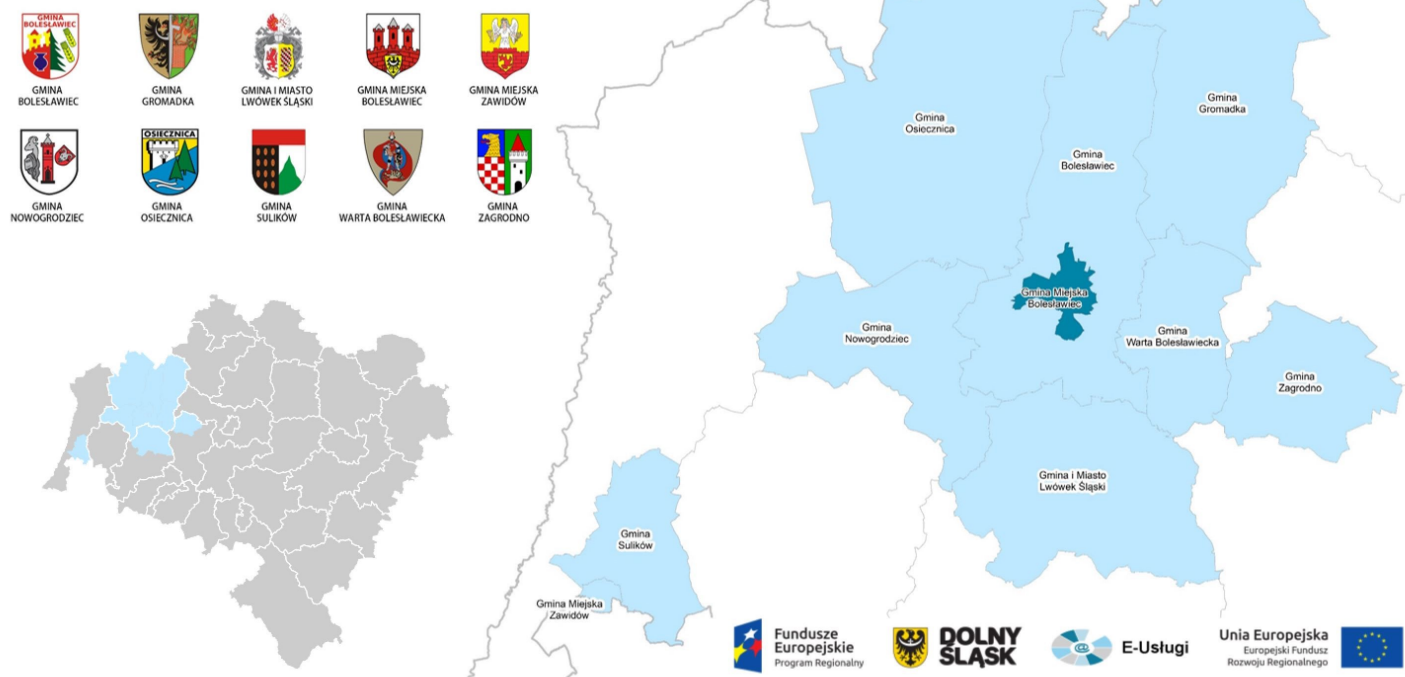 GMINA
BOLESŁAWIEC
GMINA
BOLESŁAWIEC
GMINA
GROMADKA
GMINA I MIASTO
LWÓWEK ŚLĄSKI
GMINA MIEJSKA
BOLESŁAWIEC
GMINA MIEJSKA
ZAWIDÓW
GMINA
NOWOGRODZIEC
OSIECZNICA
GMINA
OSIECZNICA
GMINA
SULIKÓW
GMINA
WARTA BOLESŁAWIECKA
GMINA
ZAGRODNO
Gmina
Osiecznica
Gmina
Gromadka
Gmina
Bolesławiec
Gmina Miejska
Bolesławiec
Gmina
Nowogrodziec
Gmina
Warta Bolesławiecka
Gmina
Zagrodno
Gmina i Miasto
Lwówek Śląski
Gmina
Sulików
Gmina Miejska
Zawidów
Fundusze
Europejskie
Program Regionalny
DOLNY
ŚLĄSK
@
E-Usługi
Unia Europejska
Europejski Fundusz
Rozwoju Regionalnego